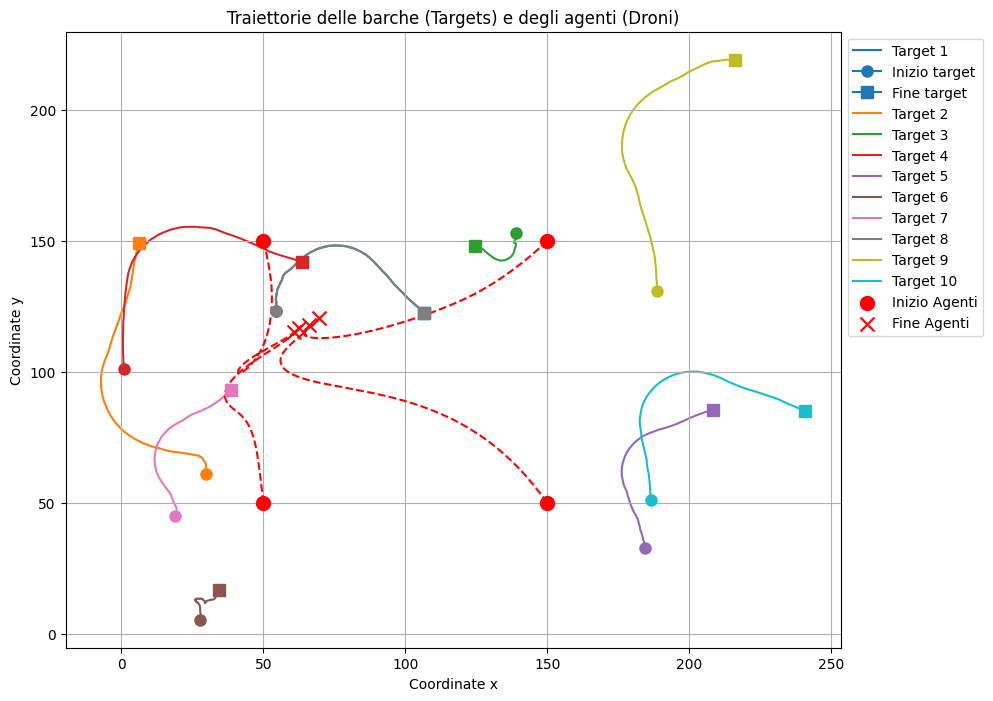 Traiettorie delle barche (Targets) e degli agenti (Droni)
Target 1
Inizio target
Fine target
Target 2
Target 3
Target 4
Target 5
Target 6
Target 7
Target 8
Target 9
Target 10
Inizio Agenti
Fine Agenti
Coordinate y
200
150
100
50
0
0
50
100
150
200
250
Coordinate x